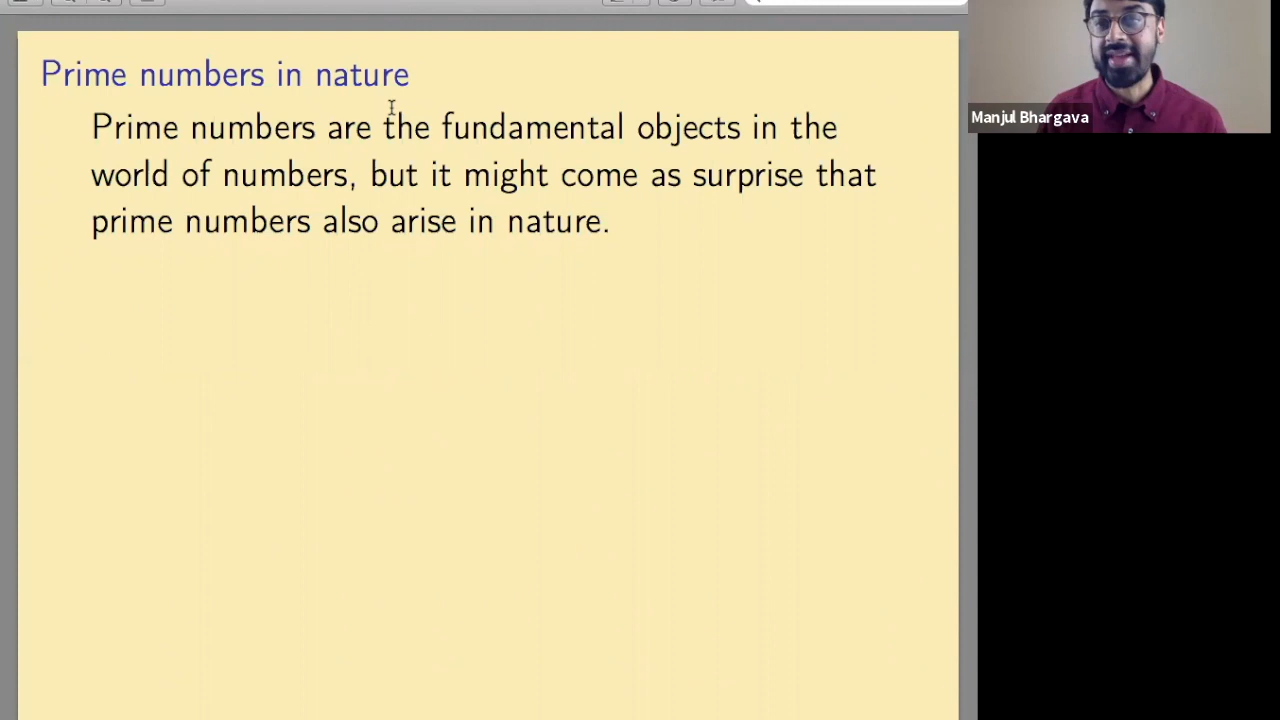 Prime numbers in nature
Prime numbers are the fundamental objects in the
world of numbers, but it might come as surprise that
prime numbers also arise in nature.
Manjul Bhargava